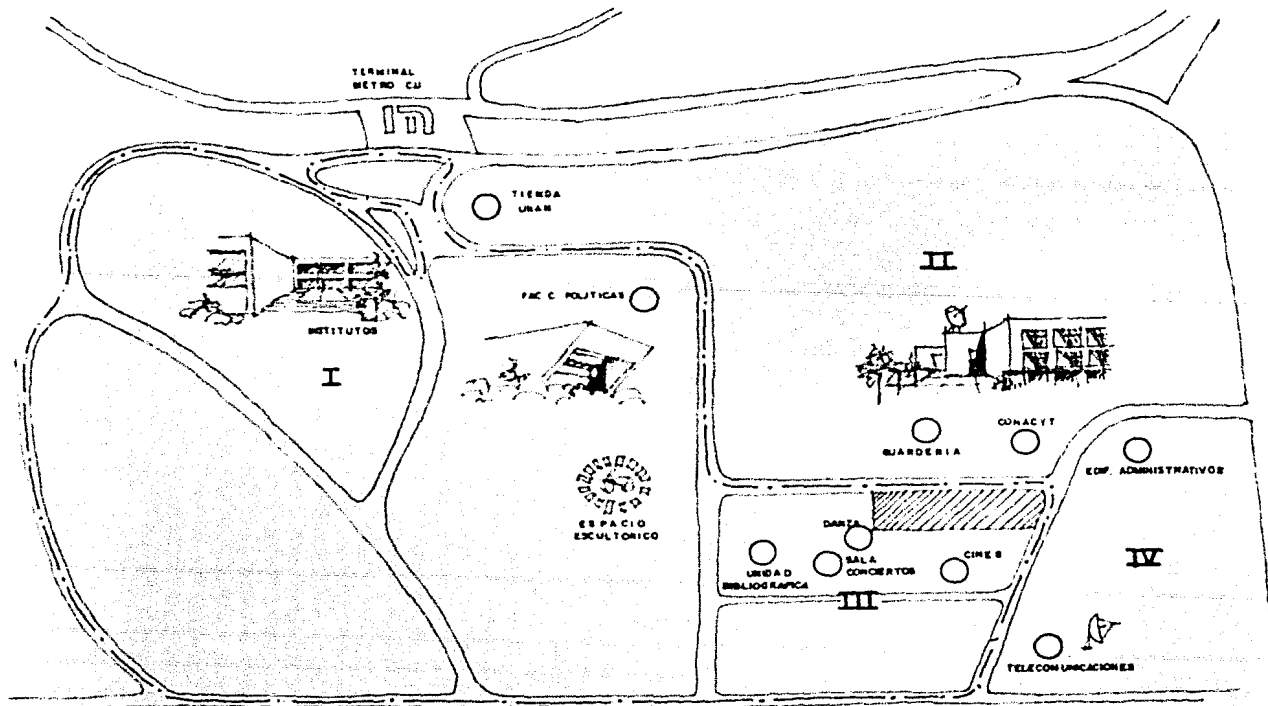 TERMINAL
METRO CU
TIENDA
UNAM
II
FAC C. POLITICAS
INSTITUTOS
I
CONACYT
GUARDERIA
EDIF. ADMINISTRATIVOS
ESPACIO
ESCULTORICO
DANZA
SALA
CONCIERTOS
CINES
UNIDAD
BIBLIOGRAFICA
IV
III
TELECOMUNICACIONES